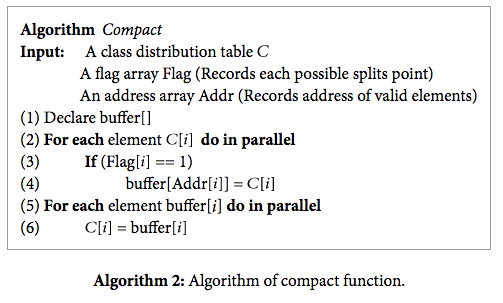 Algorithm Compact
Input: A class distribution table C
A flag array Flag (Records each possible splits point)
An address array Addr (Records address of valid elements)
(1) Declare buffer[]
(2) For each element C[i] do in parallel
(3) If (Flag[i] == 1)
(4) buffer[Addr[i]] = C[i]
(5) For each element buffer[i] do in parallel
(6) C[i] = buffer[i]
Algorithm 2: Algorithm of compact function.